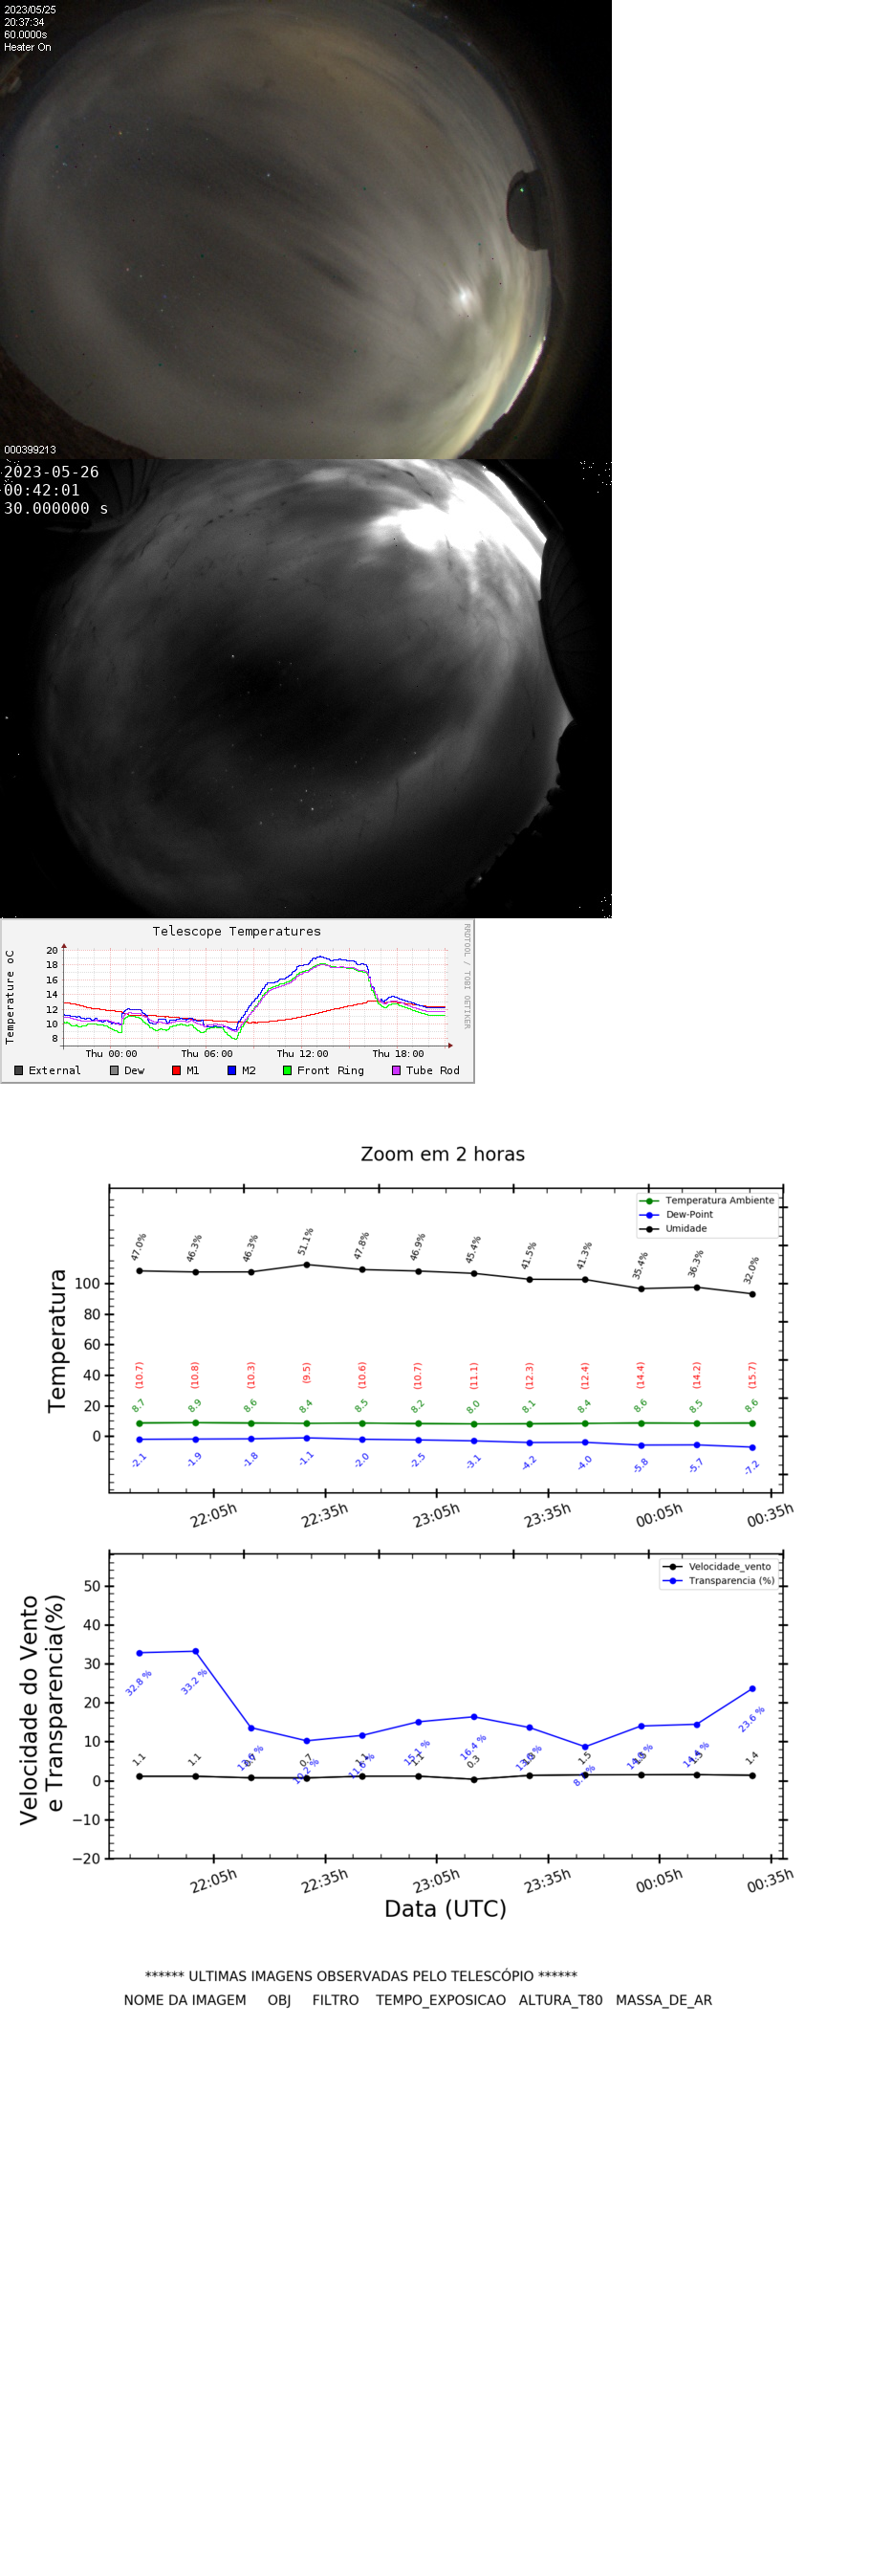 2023/05/25
20:37:34
60.0000s
Heater On
000399213
2023-05-26
00:42:01
30.000000 s
Telescope Temperatures
Temperature oC
RRDTOOL / TOBI OETIKER
20
18
16
14
12
10
8
Thu 00:00 Thu 06:00 Thu 12:00 Thu 18:00
External Dew M1 M2 Front Ring Tube Rod
Zoom em 2 horas
Temperatura
Temperatura Ambiente
Dew-Point
Umidade
47.0% 46.3% 46.3% 51.1% 47.8% 46.9% 45.4% 41.5% 41.3% 35.4% 36.3% 32.0%
100
80
60
40
20
0
(10.7) (10.8) (10.3) (9.5) (10.6) (10.7) (11.1) (12.3) (12.4) (14.4) (14.2) (15.7)
8.7 8.9 8.6 8.4 8.5 8.2 8.0 8.1 8.4 8.6 8.5 8.6
-2.1 -1.9 -1.8 -1.1 -2.0 -2.5 -3.1 -4.2 -4.0 -5.8 -5.7 -7.2
22:05h 22:35h 23:05h 23:35h 00:05h 00:35h
Velocidade do Vento
e Transparencia(%)
Velocidade_vento
Transparencia (%)
50
40
30
20
10
0
−10
−20
32.8 % 33.2 % 15.1 % 16.4 % 23.6 %
1.1 1.1 0.7 1.1 0.3 1.5 1.4
22:05h 22:35h 23:05h 23:35h 00:05h 00:35h
Data (UTC)
****** ULTIMAS IMAGENS OBSERVADAS PELO TELESCÓPIO ******
NOME DA IMAGEM OBJ FILTRO TEMPO_EXPOSICAO ALTURA_T80 MASSA_DE_AR